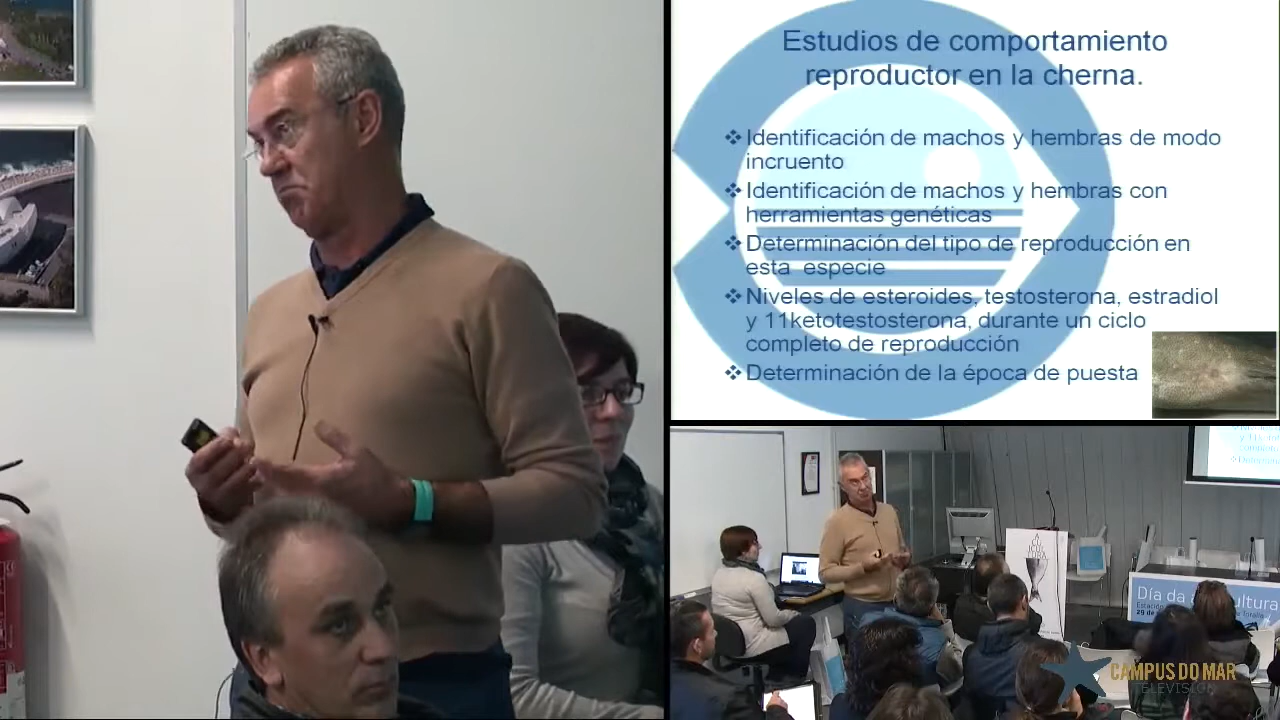 Estudios de comportamiento
reproductor en la cherna.
❖ Identificación de machos y hembras de modo
incruento
❖ Identificación de machos y hembras con
herramientas genéticas
❖ Determinación del tipo de reproducción en
esta especie
❖ Niveles de esteroides, testosterona, estradiol
y 11ketotestosterona, durante un ciclo
completo de reproducción
❖ Determinación de la época de puesta
Día da
CAMPUS DO MAR
TELEVISIÓN